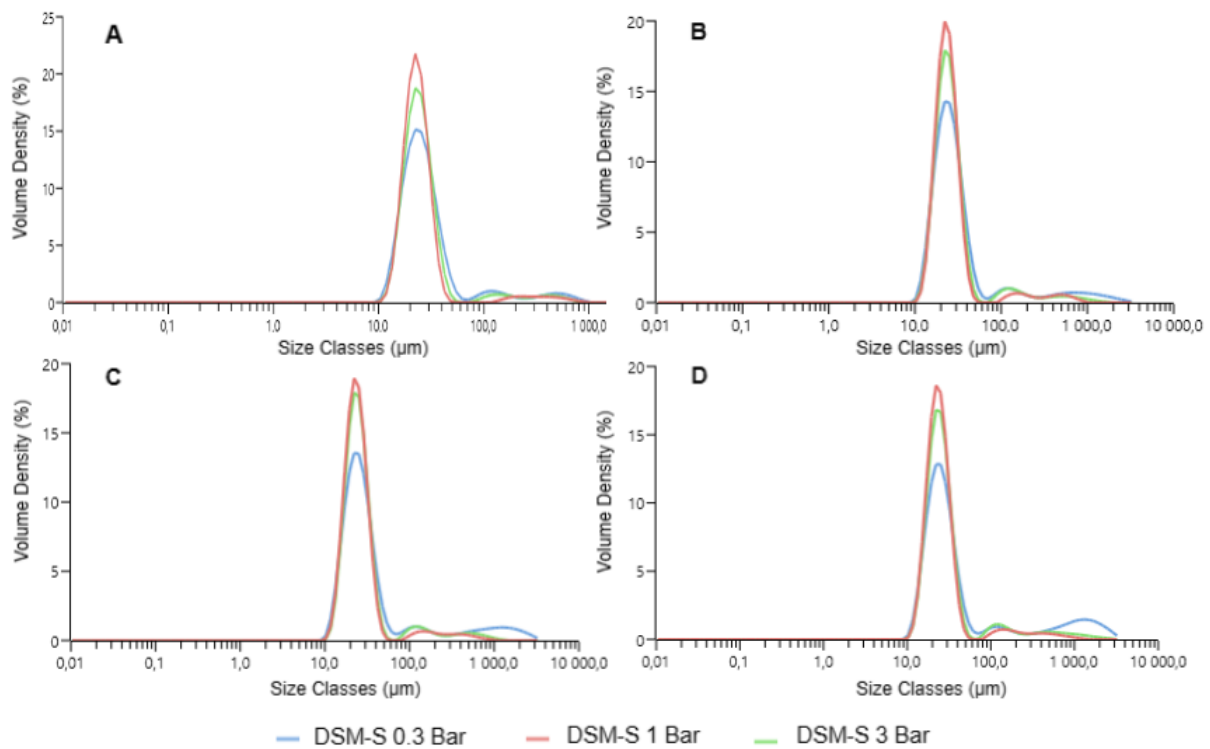 A
25
20
15
10
5
0
Volume Density (%)
0,01 0,1 1.0 10.0 100,0 1 000,0
Size Classes (µm)
B
20
15
10
5
0
Volume Density (%)
0,01 0,1 1,0 10,0 100,0 1 000,0 10 000,0
Size Classes (µm)
C
20
15
10
5
0
Volume Density (%)
0,01 0,1 1,0 10,0 100,0 1 000,0 10 000,0
Size Classes (µm)
D
20
15
10
5
0
Volume Density (%)
0,01 0,1 1,0 10,0 100,0 1 000,0 10 000,0
Size Classes (µm)
DSM-S 0.3 Bar DSM-S 1 Bar DSM-S 3 Bar